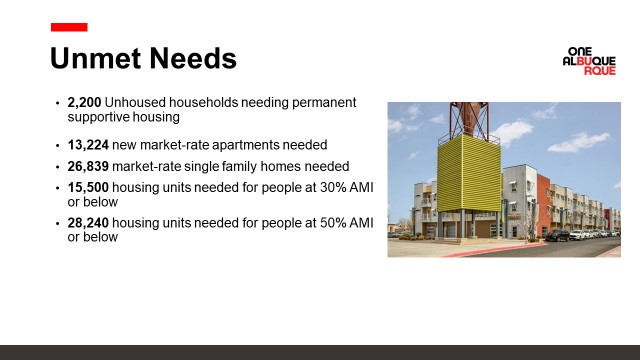 Unmet Needs
ONE
ALBUQUE
RQUE
• 2,200 Unhoused households needing permanent
supportive housing
• 13,224 new market-rate apartments needed
• 26,839 market-rate single family homes needed
• 15,500 housing units needed for people at 30% AMI
or below
• 28,240 housing units needed for people at 50% AMI
or below